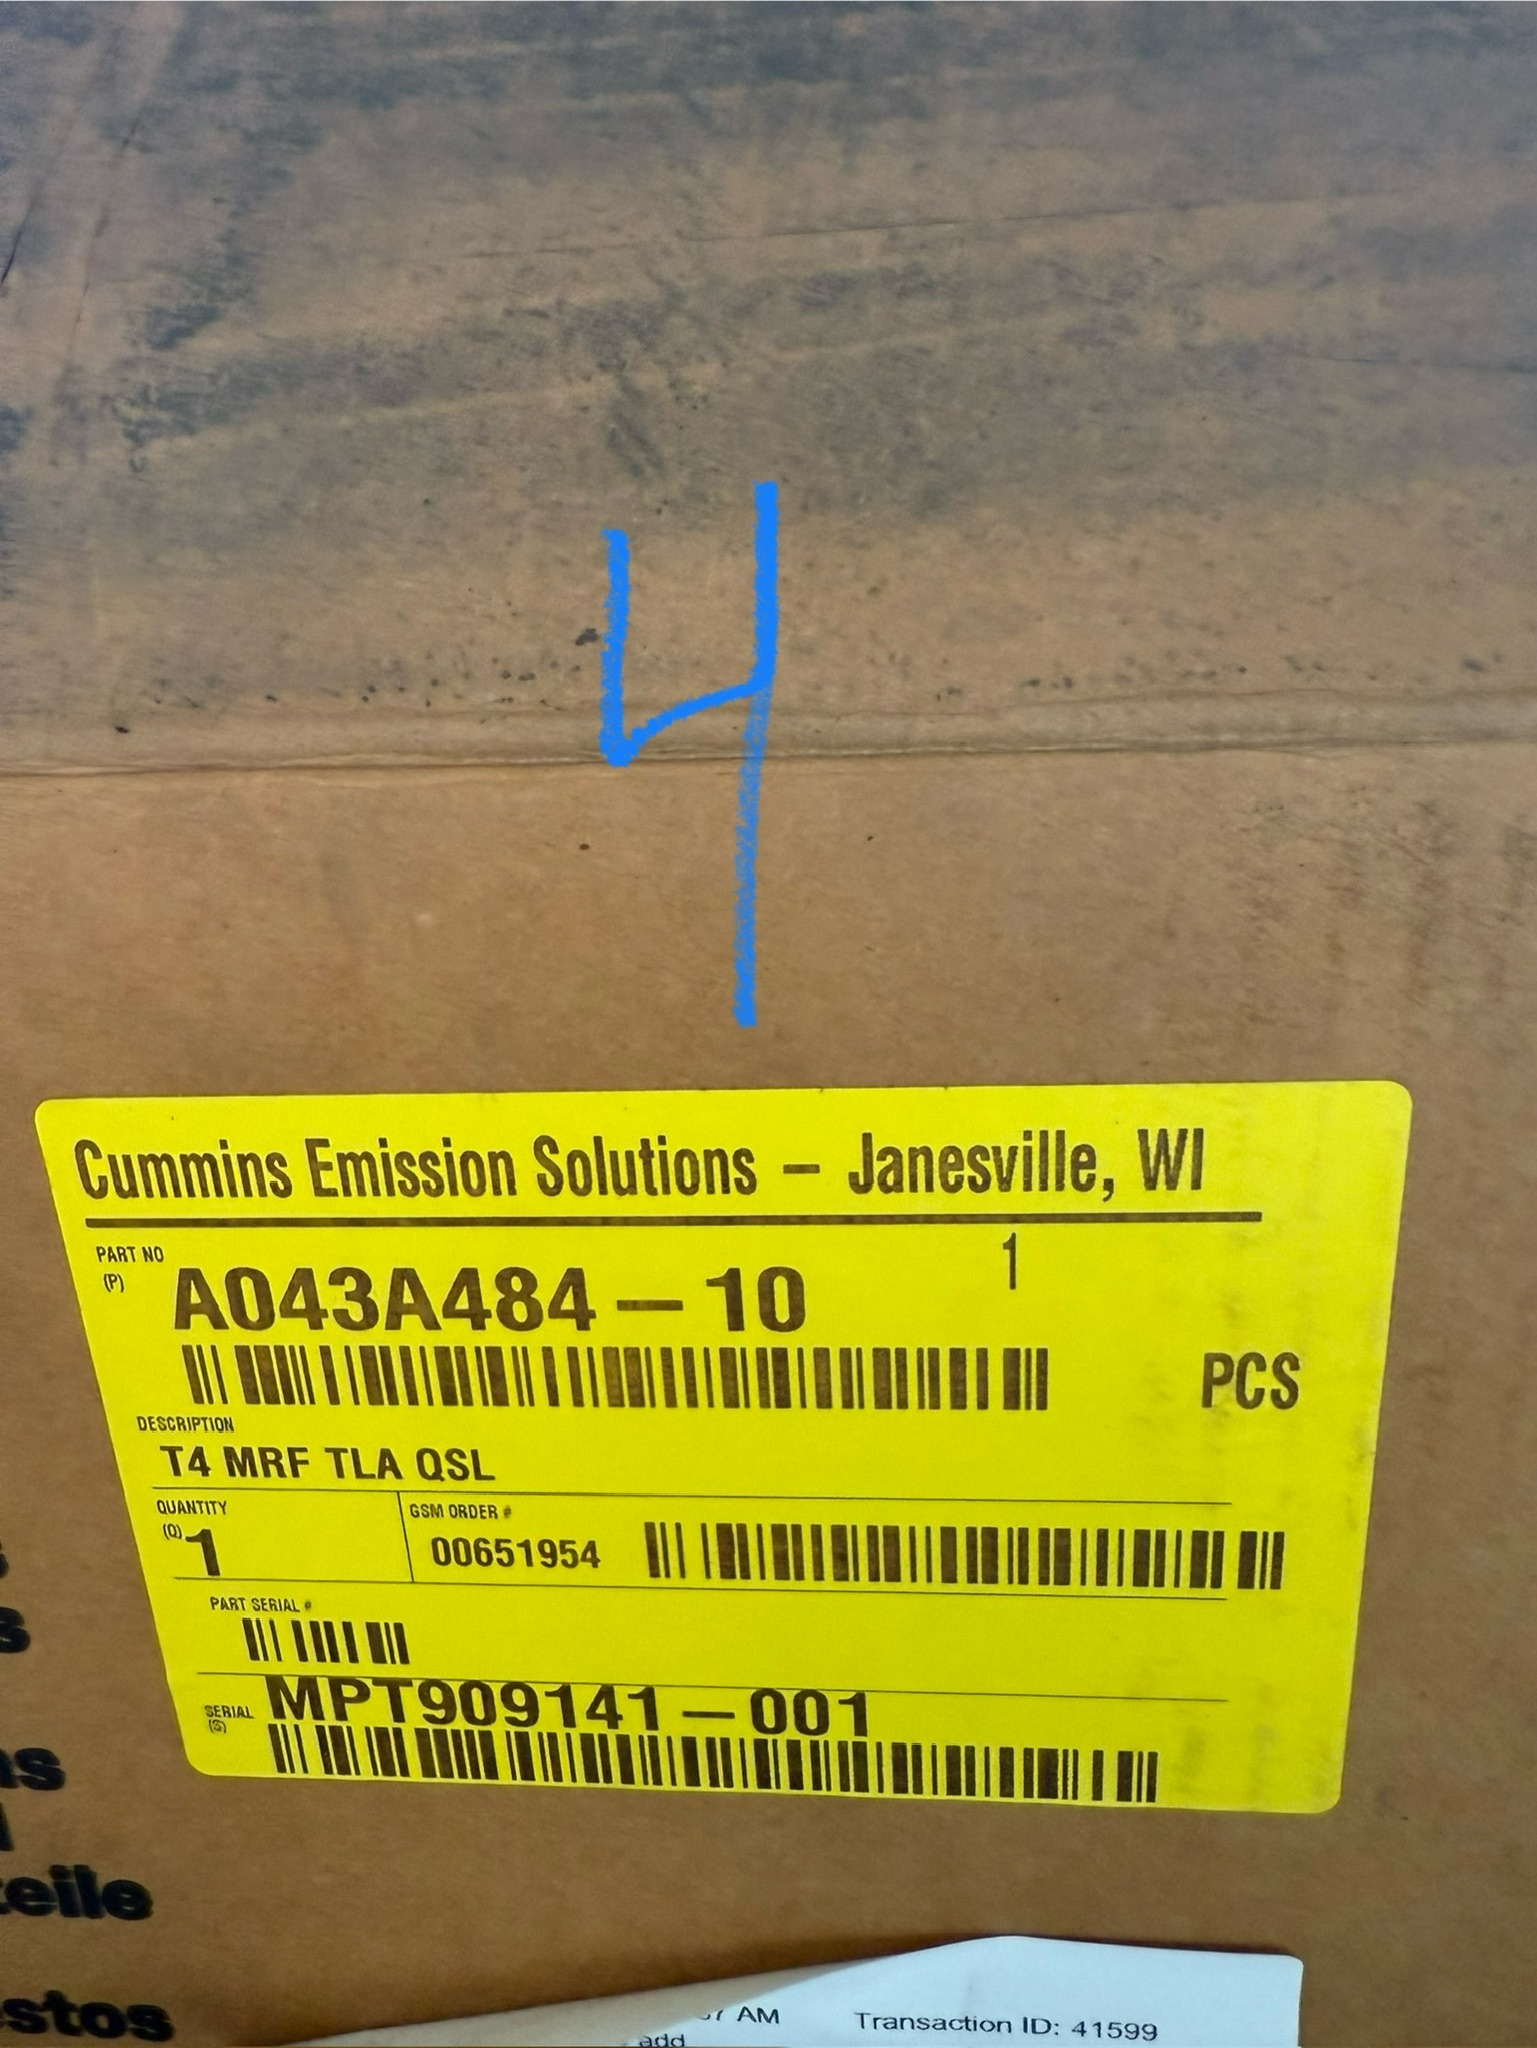 4
Cummins Emission Solutions – Janesville, WI
PART NO
(P)
A043A484-10
1
PCS
DESCRIPTION
T4 MRF TLA QSL
QUANTITY
(Q)
1
GSM ORDER #
00651954
PART SERIAL #
SERIAL
(S)
MPT909141-001
AM
Transaction ID: 41599
add